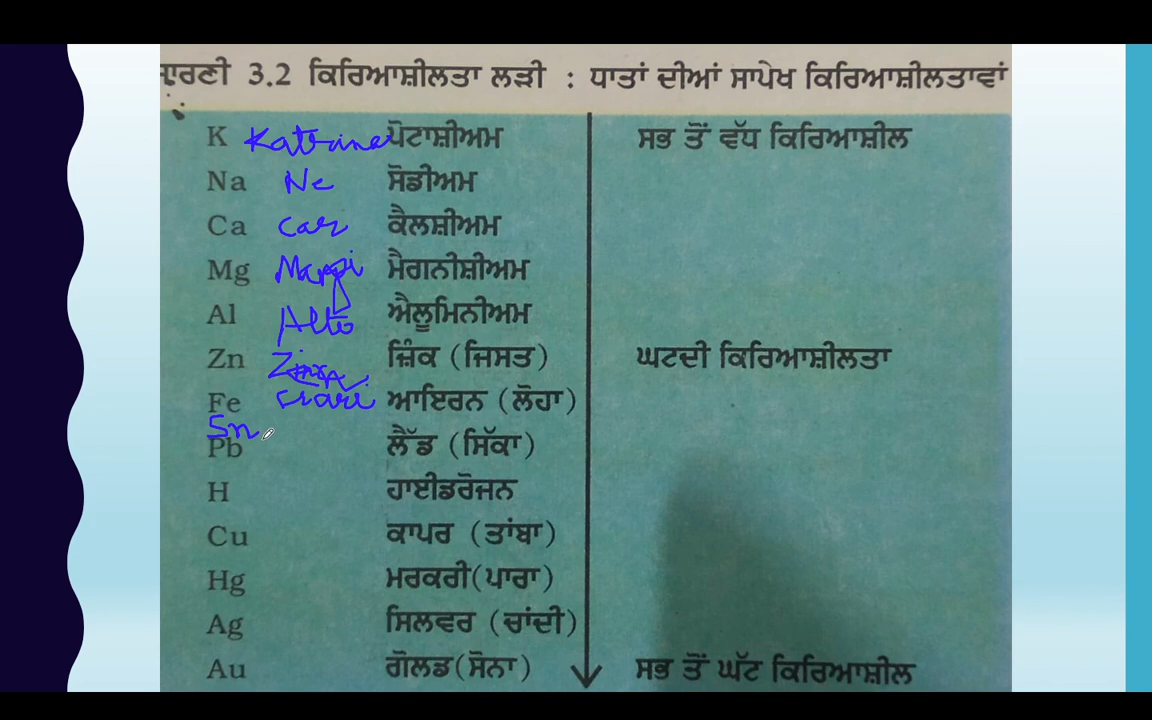 ਾਰਣੀ 3.2 ਕਿਰਿਆਸ਼ੀਲਤਾ ਲੜੀ : ਧਾਤਾਂ ਦੀਆਂ ਸਾਪੇਖ ਕਿਰਿਆਸ਼ੀਲਤਾਵਾਂ
K Katrina ਪੋਟਾਸ਼ੀਅਮ ਸਭ ਤੋਂ ਵੱਧ ਕਿਰਿਆਸ਼ੀਲ
Na Ne ਸੋਡੀਅਮ
Ca Car ਕੈਲਸ਼ੀਅਮ
Mg ਮੈਗਨੀਸ਼ੀਅਮ
Al Alto ਐਲੂਮਿਨੀਅਮ
Zn ਜ਼ਿੰਕ (ਜਿਸਤ) ਘਟਦੀ ਕਿਰਿਆਸ਼ੀਲਤਾ
Fe ਆਇਰਨ (ਲੋਹਾ)
Sn
Pb ਲੈੱਡ (ਸਿੱਕਾ)
H ਹਾਈਡਰੋਜਨ
Cu ਕਾਪਰ (ਤਾਂਬਾ)
Hg ਮਰਕਰੀ(ਪਾਰਾ)
Ag ਸਿਲਵਰ (ਚਾਂਦੀ)
Au ਗੋਲਡ(ਸੋਨਾ) ਸਭ ਤੋਂ ਘੱਟ ਕਿਰਿਆਸ਼ੀਲ